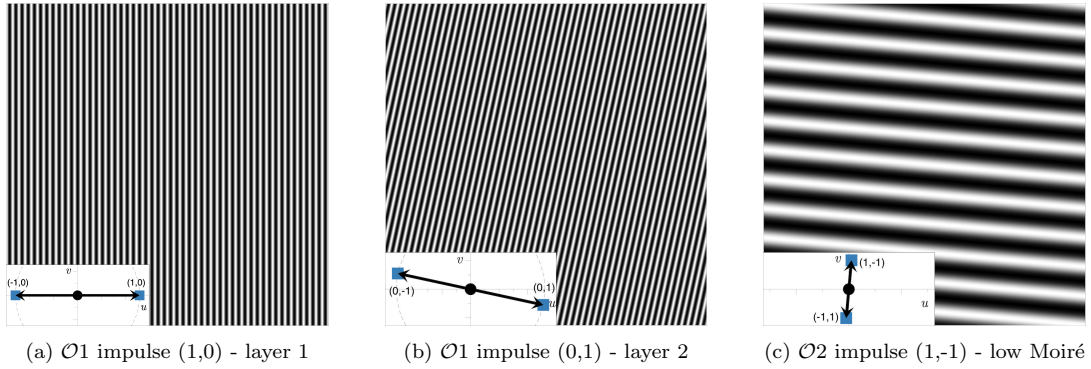 v
(-1,0)
(1,0)
u
v
(0,-1)
(0,1)
u
v
(1,-1)
u
(-1,1)
(a) 𝒪1 impulse (1,0) - layer 1
(b) 𝒪1 impulse (0,1) - layer 2
(c) 𝒪2 impulse (1,-1) - low Moiré